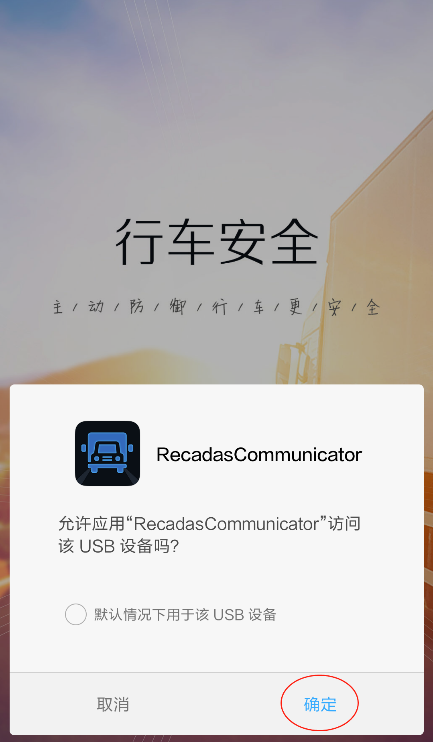 行车安全
主/动/防/御/行/车/更/安/全
RecadasCommunicator
允许应用“RecadasCommunicator”访问
该 USB 设备吗?
默认情况下用于该 USB 设备
取消
确定